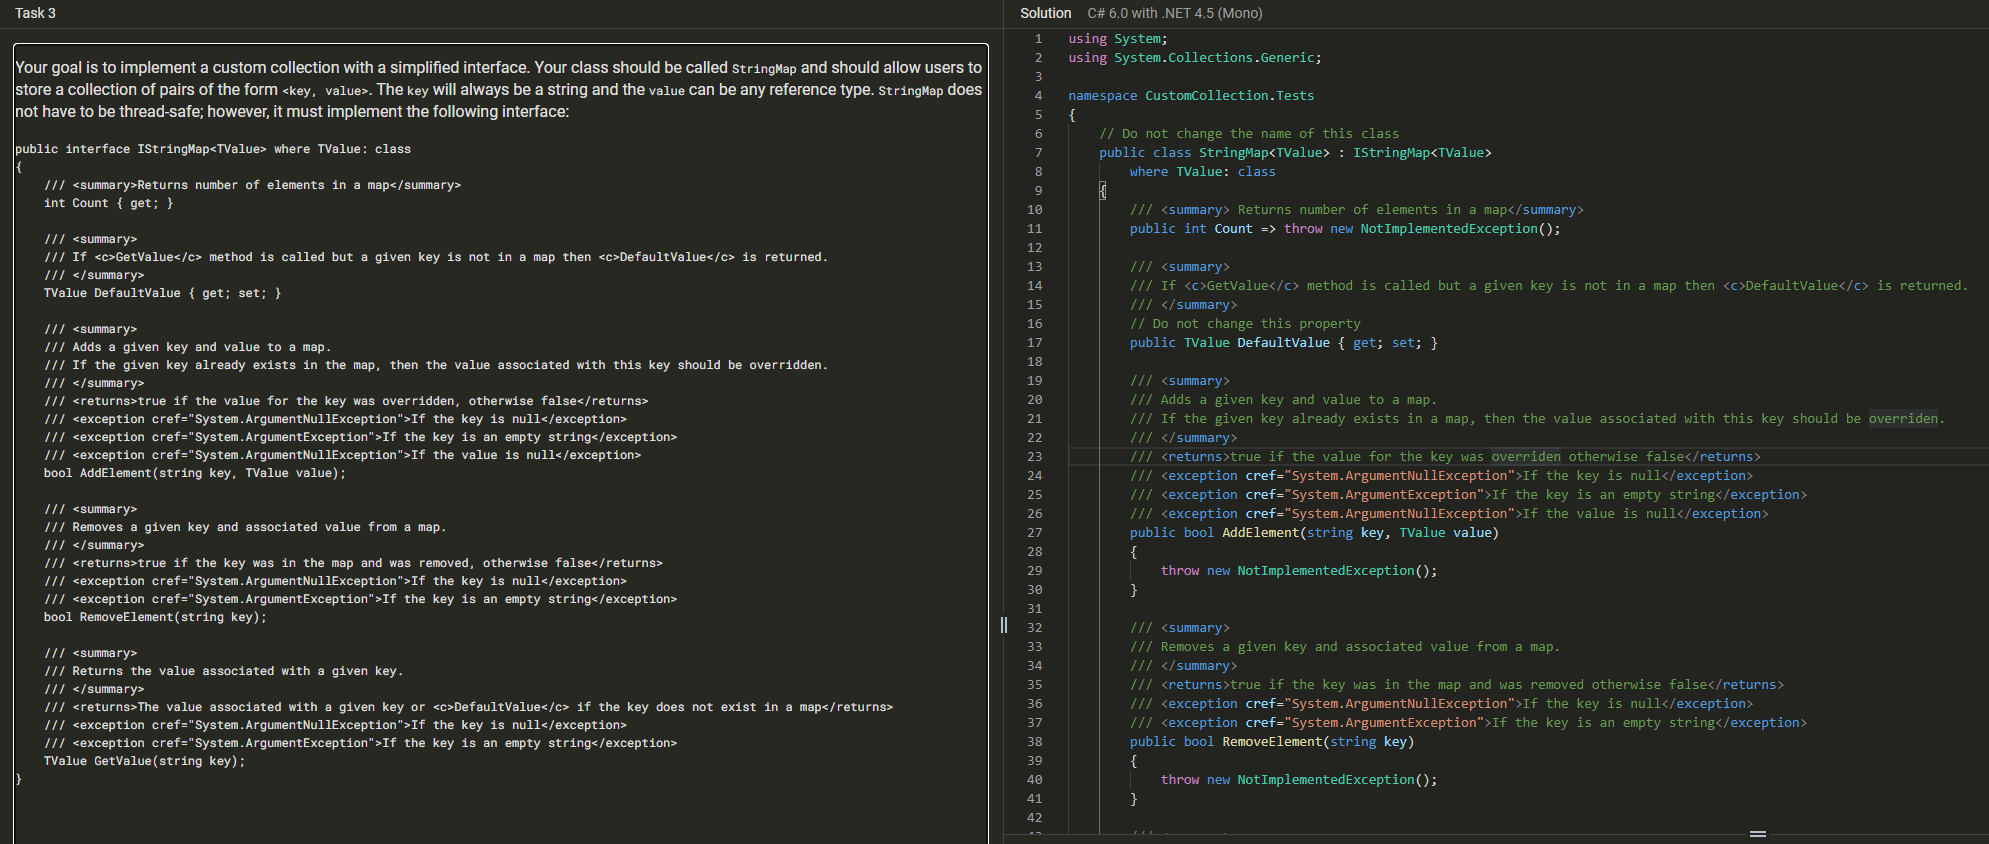 Task 3
Your goal is to implement a custom collection with a simplified interface. Your class should be called StringMap and should allow users to
store a collection of pairs of the form <key, value>. The key will always be a string and the value can be any reference type. StringMap does
not have to be thread-safe; however, it must implement the following interface:
public interface IStringMap<TValue> where TValue: class
{
    /// <summary>Returns number of elements in a map</summary>
    int Count { get; }
    /// <summary>
    /// If <c>GetValue</c> method is called but a given key is not in a map then <c>DefaultValue</c> is returned.
    /// </summary>
    TValue DefaultValue { get; set; }
    /// <summary>
    /// Adds a given key and value to a map.
    /// If the given key already exists in the map, then the value associated with this key should be overridden.
    /// </summary>
    /// <returns>true if the value for the key was overridden, otherwise false</returns>
    /// <exception cref="System.ArgumentNullException">If the key is null</exception>
    /// <exception cref="System.ArgumentException">If the key is an empty string</exception>
    /// <exception cref="System.ArgumentNullException">If the value is null</exception>
    bool AddElement(string key, TValue value);
    /// <summary>
    /// Removes a given key and associated value from a map.
    /// </summary>
    /// <returns>true if the key was in the map and was removed, otherwise false</returns>
    /// <exception cref="System.ArgumentNullException">If the key is null</exception>
    /// <exception cref="System.ArgumentException">If the key is an empty string</exception>
    bool RemoveElement(string key);
    /// <summary>
    /// Returns the value associated with a given key.
    /// </summary>
    /// <returns>The value associated with a given key or <c>DefaultValue</c> if the key does not exist in a map</returns>
    /// <exception cref="System.ArgumentNullException">If the key is null</exception>
    /// <exception cref="System.ArgumentException">If the key is an empty string</exception>
    TValue GetValue(string key);
}
Solution C# 6.0 with .NET 4.5 (Mono)
1 using System;
2 using System.Collections.Generic;
3
4 namespace CustomCollection.Tests
5 {
6     // Do not change the name of this class
7     public class StringMap<TValue> : IStringMap<TValue>
8         where TValue: class
9     {
10         /// <summary> Returns number of elements in a map</summary>
11         public int Count => throw new NotImplementedException();
12
13         /// <summary>
14         /// If <c>GetValue</c> method is called but a given key is not in a map then <c>DefaultValue</c> is returned.
15         /// </summary>
16         // Do not change this property
17         public TValue DefaultValue { get; set; }
18
19         /// <summary>
20         /// Adds a given key and value to a map.
21         /// If the given key already exists in a map, then the value associated with this key should be overriden.
22         /// </summary>
23         /// <returns>true if the value for the key was overriden otherwise false</returns>
24         /// <exception cref="System.ArgumentNullException">If the key is null</exception>
25         /// <exception cref="System.ArgumentException">If the key is an empty string</exception>
26         /// <exception cref="System.ArgumentNullException">If the value is null</exception>
27         public bool AddElement(string key, TValue value)
28         {
29             throw new NotImplementedException();
30         }
31
32         /// <summary>
33         /// Removes a given key and associated value from a map.
34         /// </summary>
35         /// <returns>true if the key was in the map and was removed otherwise false</returns>
36         /// <exception cref="System.ArgumentNullException">If the key is null</exception>
37         /// <exception cref="System.ArgumentException">If the key is an empty string</exception>
38         public bool RemoveElement(string key)
39         {
40             throw new NotImplementedException();
41         }
42